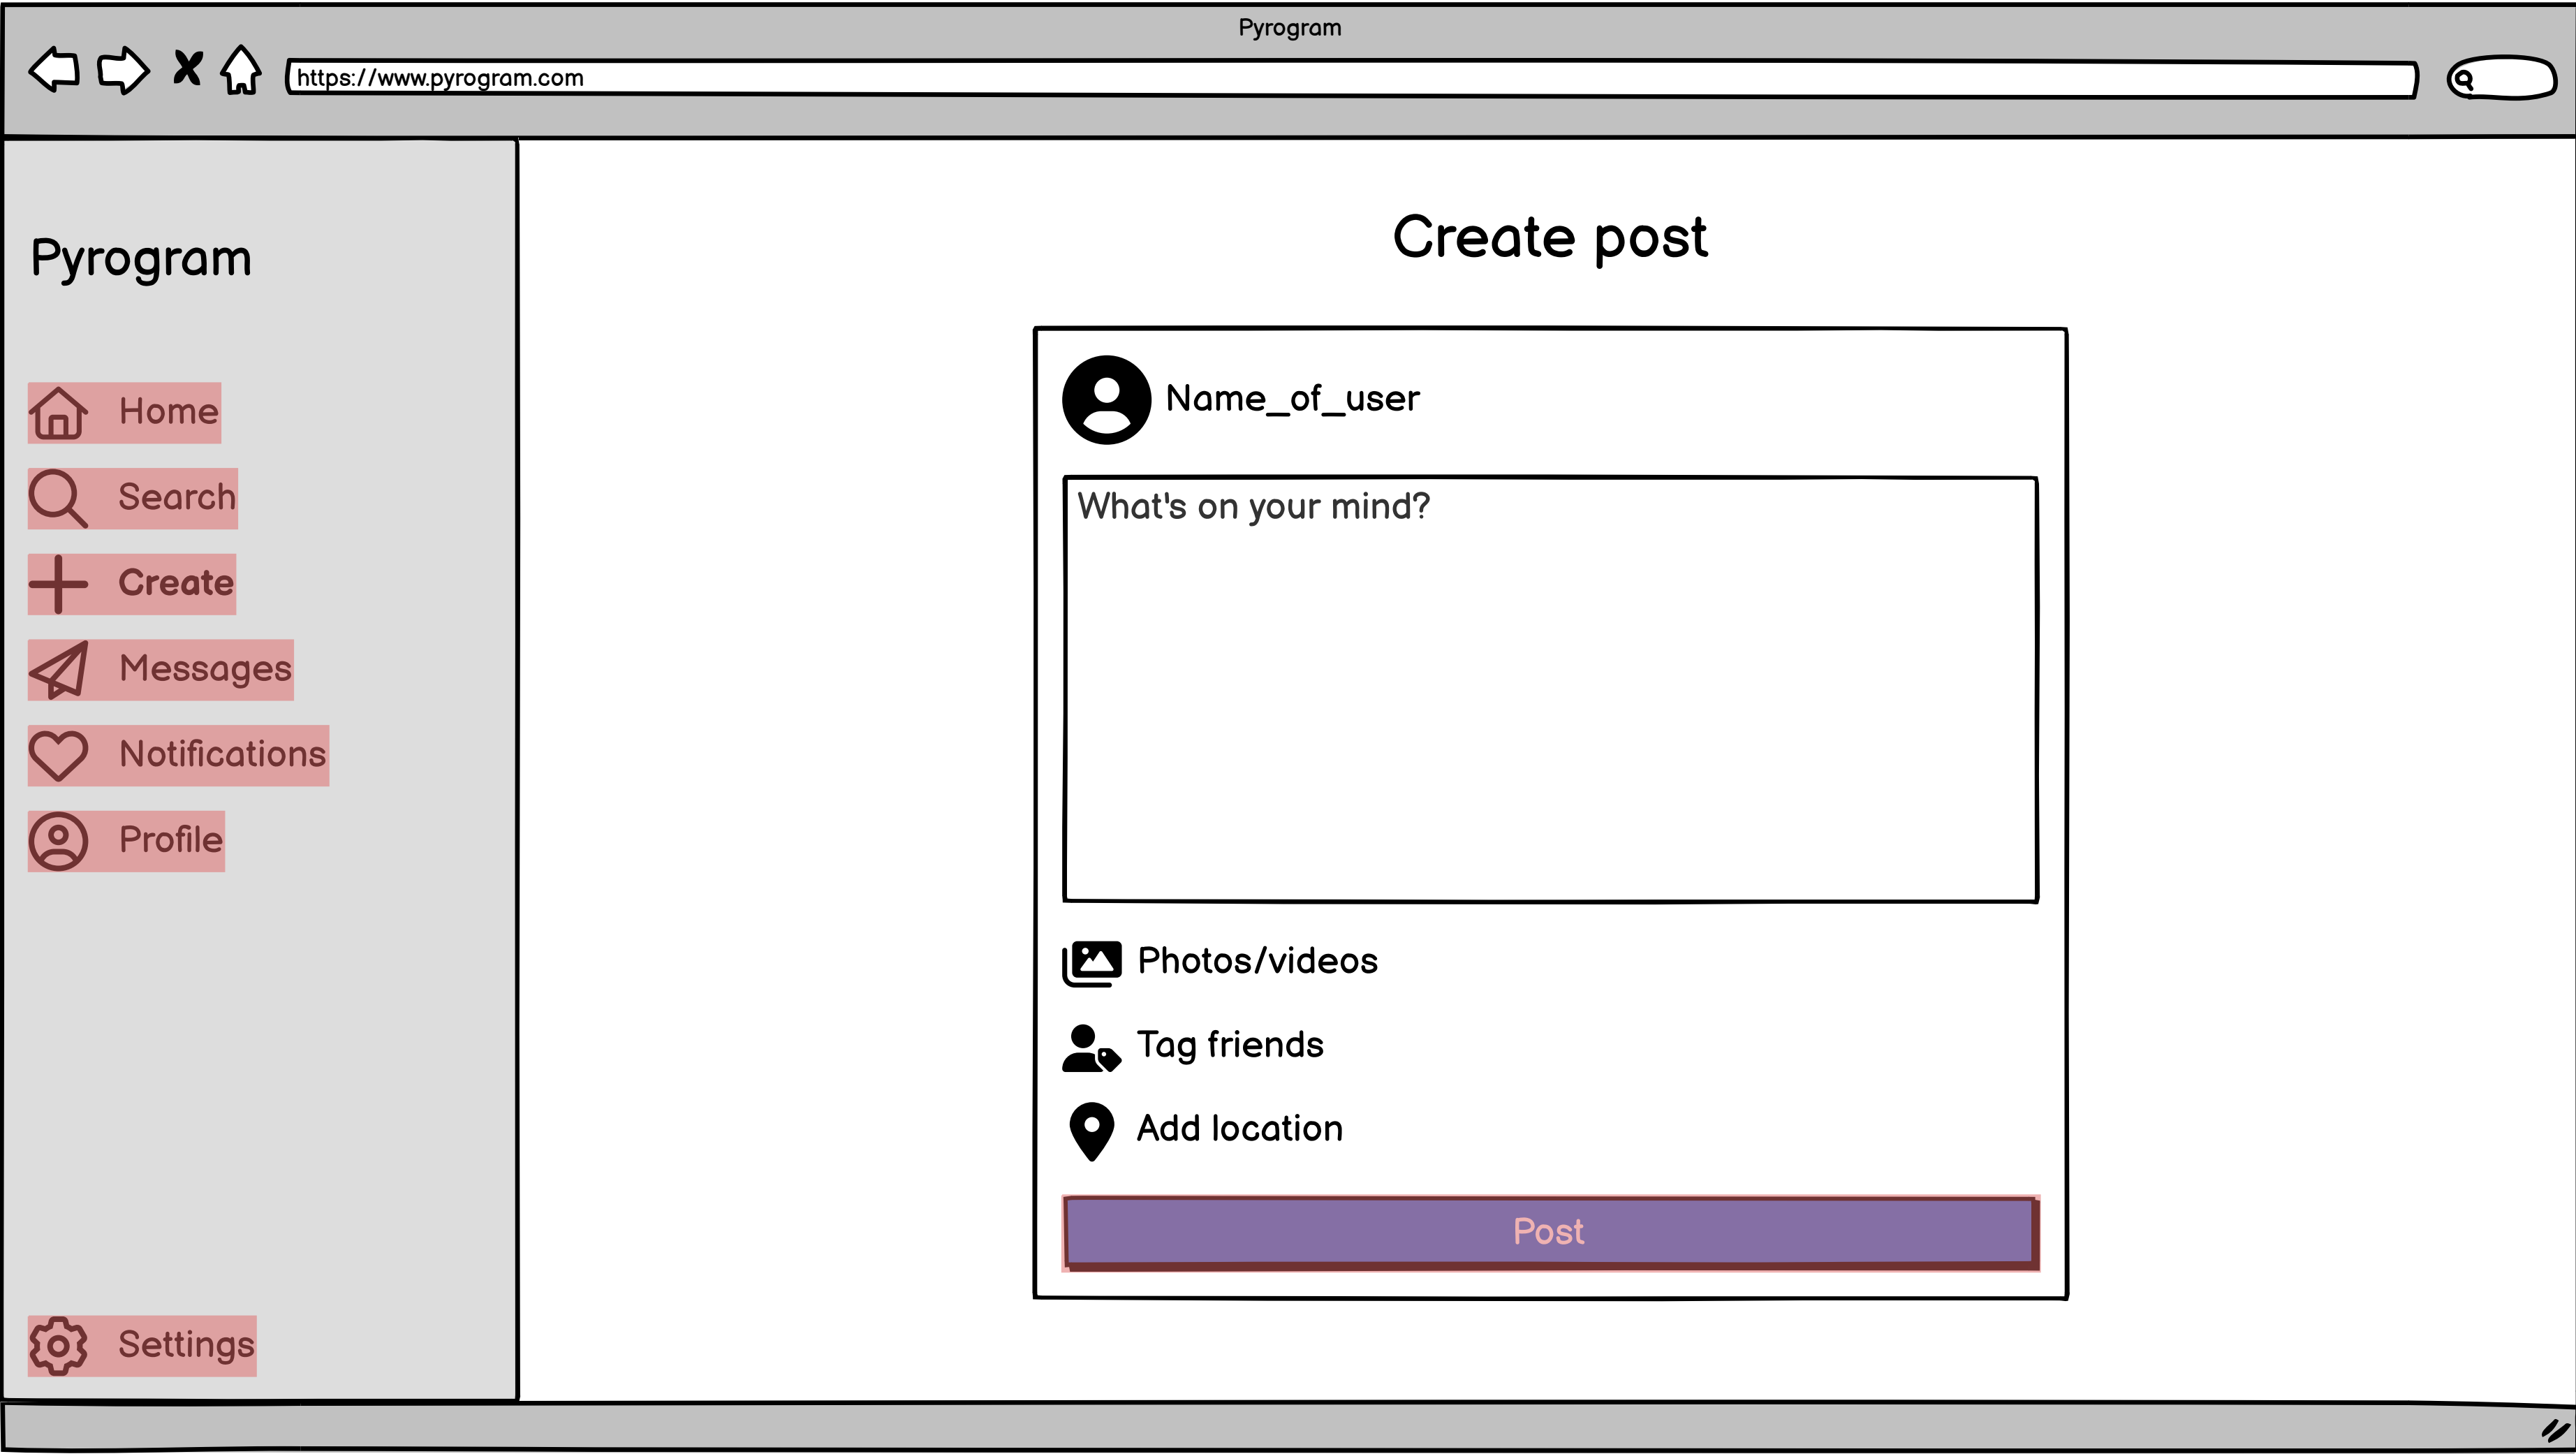 Pyrogram
https://www.pyrogram.com
Pyrogram
Home
Search
Create
Messages
Notifications
Profile
Settings
Create post
Name_of_user
What's on your mind?
Photos/videos
Tag friends
Add location
Post